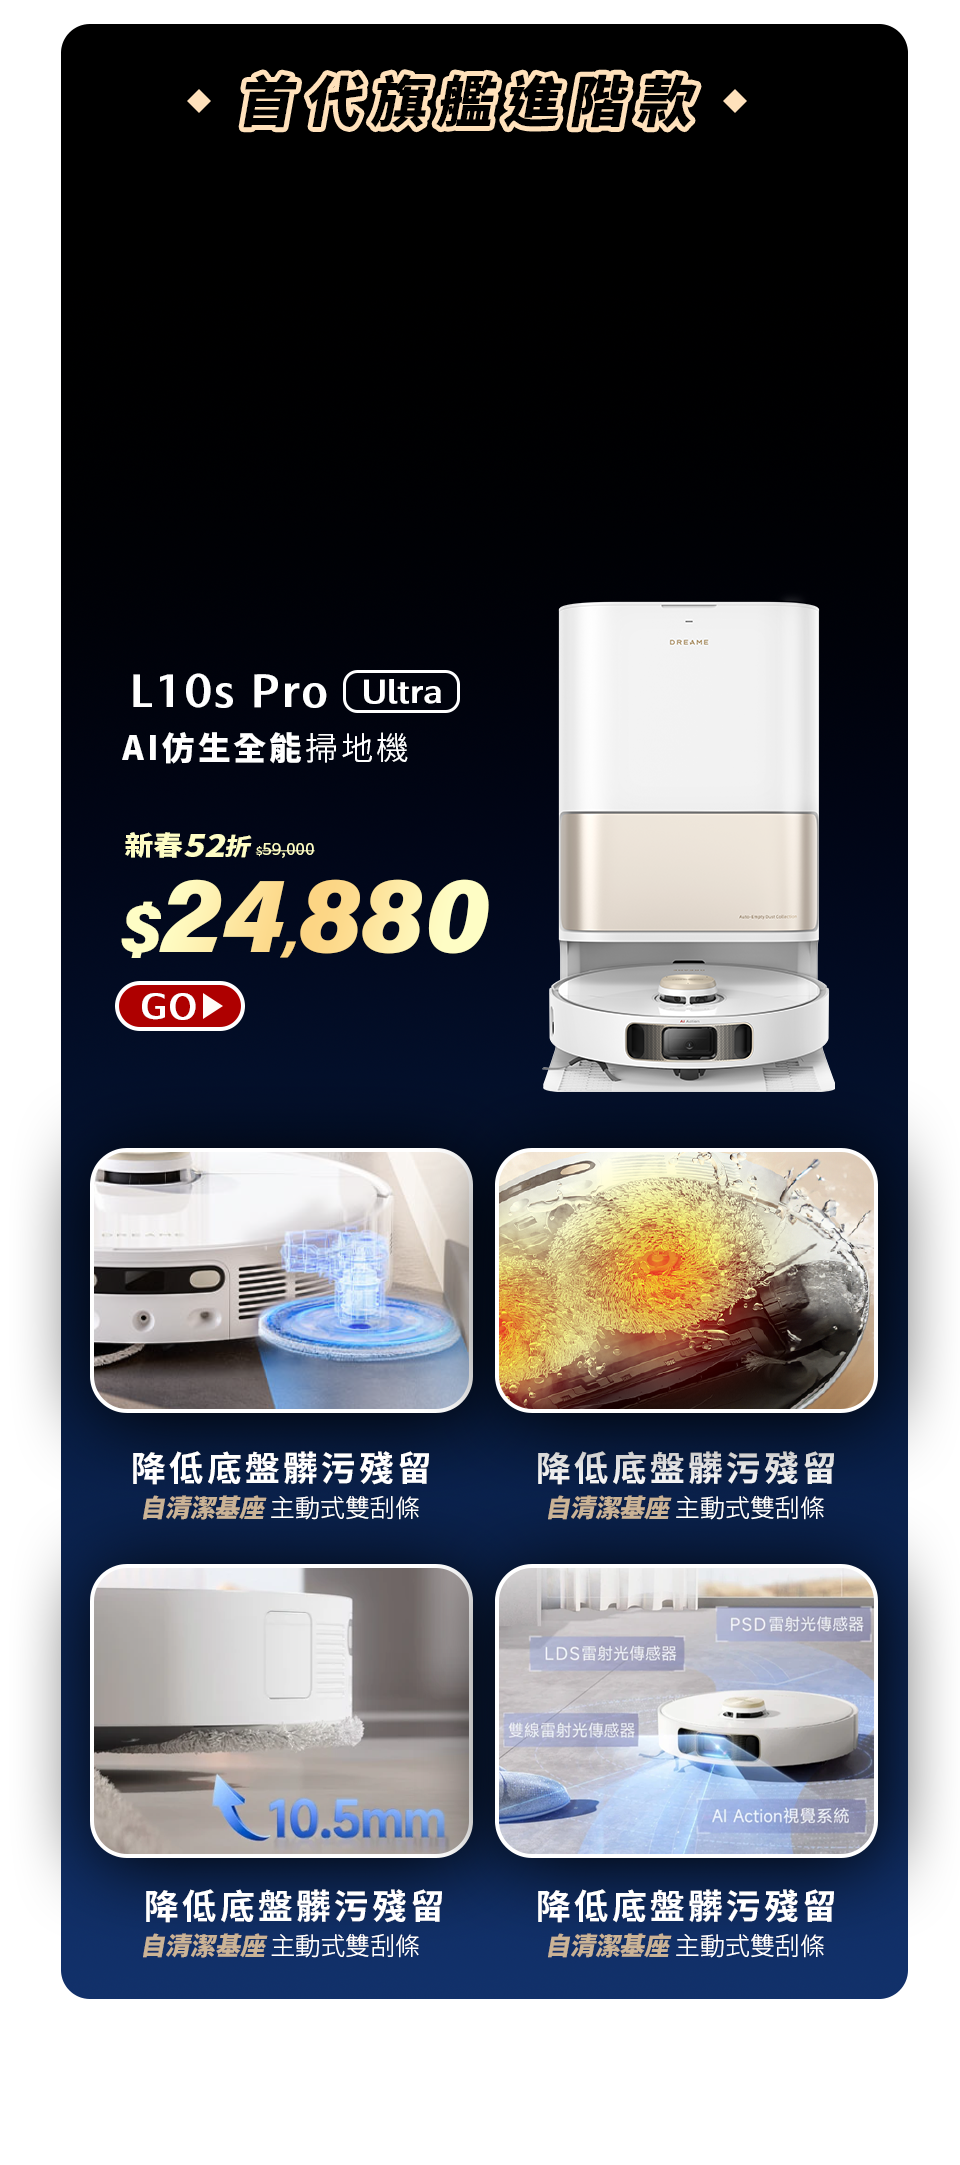 首代旗艦進階款
DREAME
L10s Pro Ultra
AI仿生全能掃地機
新春52折 $59,000
$24,880
GO
Auto-Empty Dust Collection
AI Action
DREAME
降低底盤髒污殘留
自清潔基座 主動式雙刮條
降低底盤髒污殘留
自清潔基座 主動式雙刮條
10.5mm
PSD雷射光傳感器
LDS雷射光傳感器
雙線雷射光傳感器
AI Action視覺系統
降低底盤髒污殘留
自清潔基座 主動式雙刮條
降低底盤髒污殘留
自清潔基座 主動式雙刮條